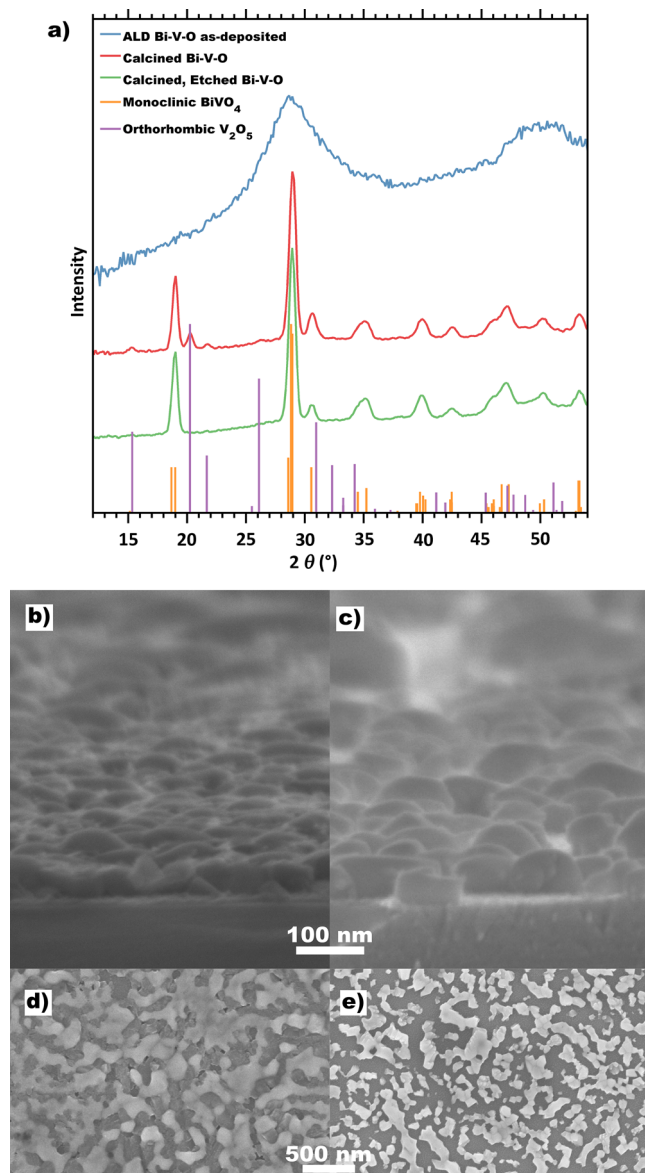 a)
ALD Bi-V-O as-deposited
Calcined Bi-V-O
Calcined, Etched Bi-V-O
Monoclinic BiVO₄
Orthorhombic V₂O₅
Intensity
15 20 25 30 35 40 45 50
2 θ (°)
b) c)
100 nm
d) e)
500 nm